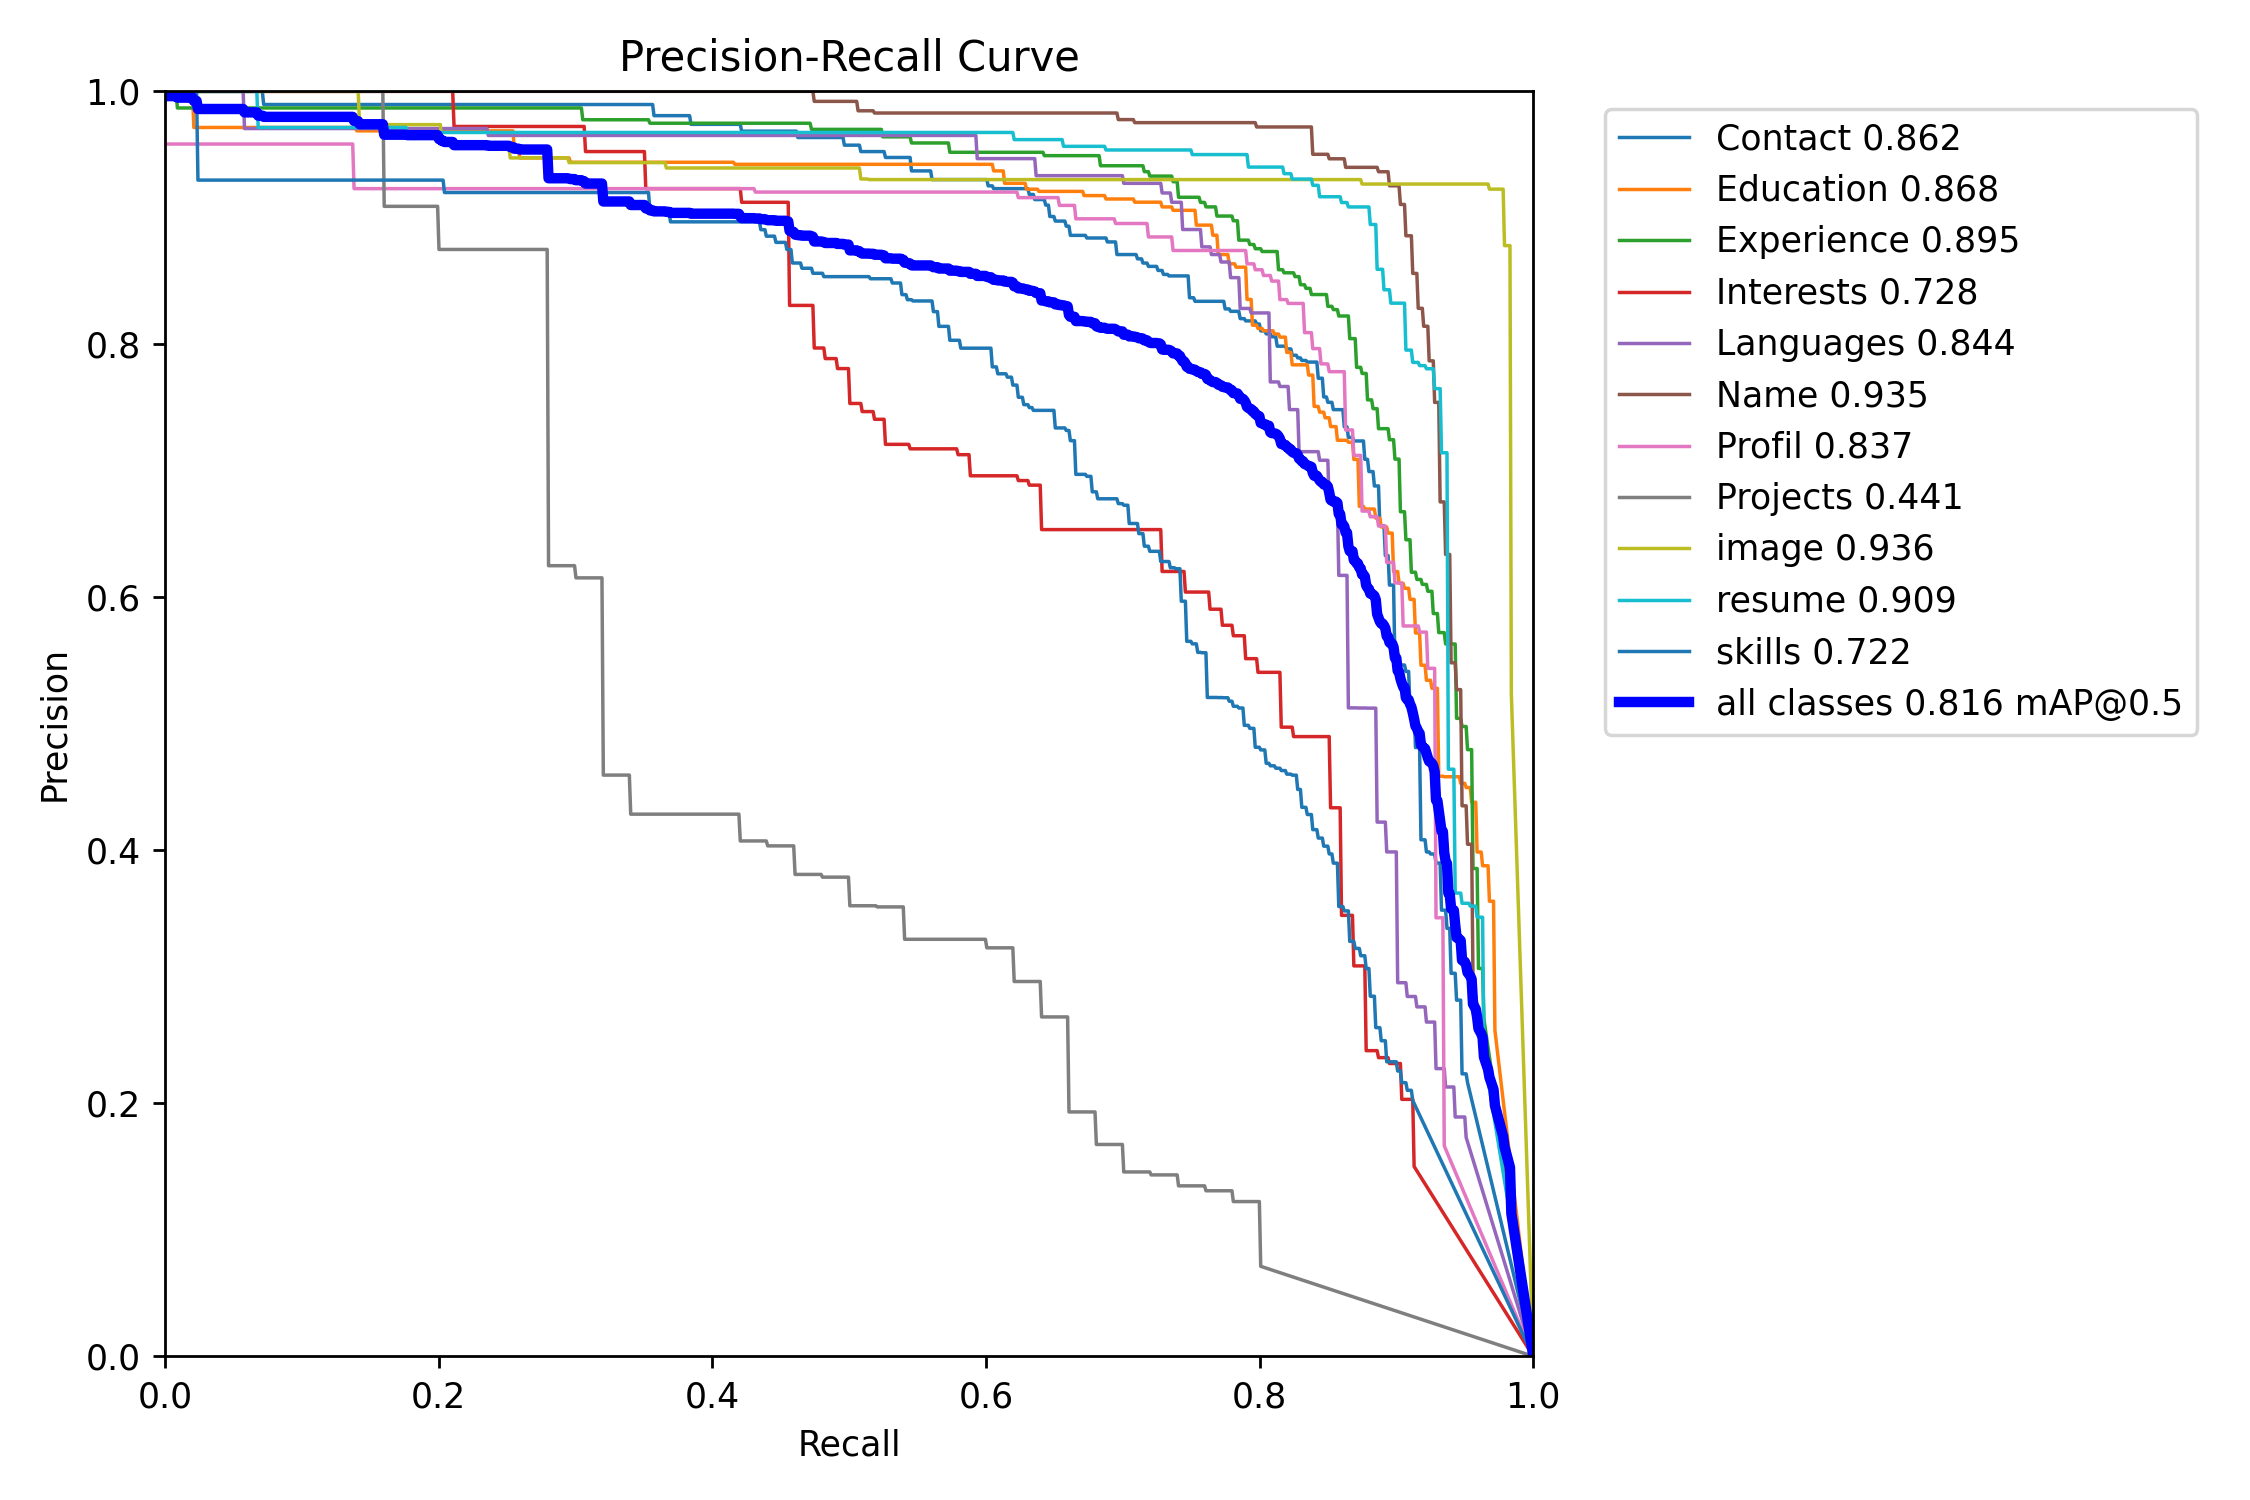 Precision-Recall Curve
1.0
0.8
0.6
0.4
0.2
0.0
Precision
0.0 0.2 0.4 0.6 0.8 1.0
Recall
Contact 0.862
Education 0.868
Experience 0.895
Interests 0.728
Languages 0.844
Name 0.935
Profil 0.837
Projects 0.441
image 0.936
resume 0.909
skills 0.722
all classes 0.816 mAP@0.5